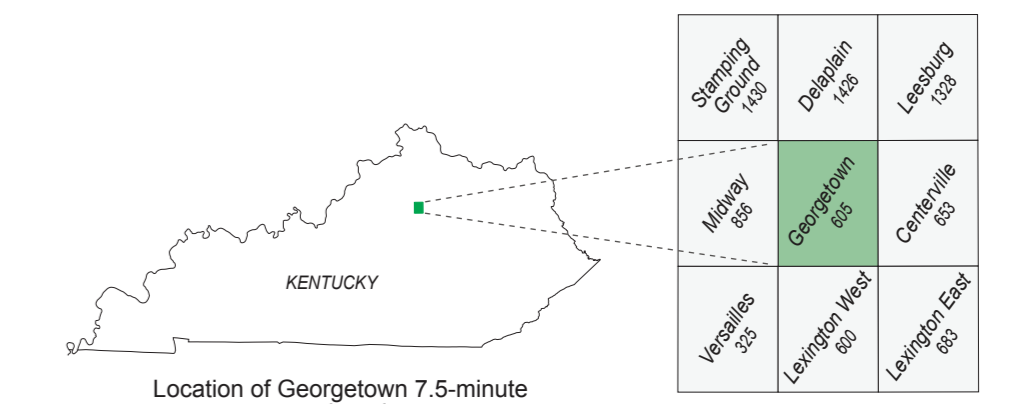 Stamping
Ground
1430
Delaplain
1426
Leesburg
1328
Midway
856
Georgetown
605
Centerville
653
Versailles
325
Lexington West
600
Lexington East
683
KENTUCKY
Location of Georgetown 7.5-minute